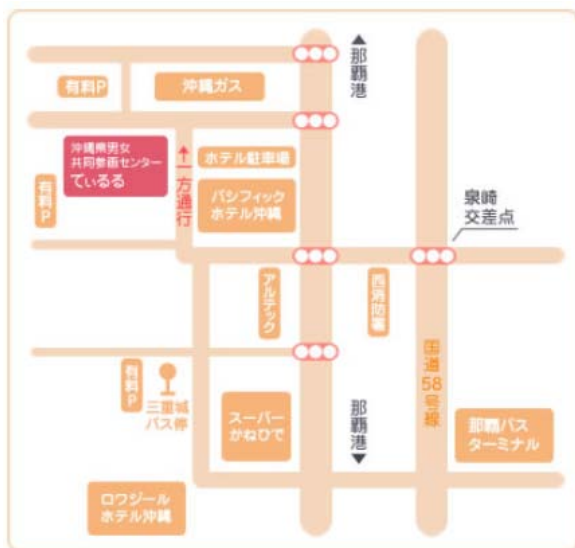 ▲那覇港
有料P
沖縄ガス
沖縄県男女
共同参画センター
ているる
有料P
↑一方通行
ホテル駐車場
パシフィック
ホテル沖縄
泉崎
交差点
アルテック
西消防署
国道58号線
有料P
三重城
バス停
スーパー
かねひで
那覇港▼
那覇バス
ターミナル
ロワジール
ホテル沖縄